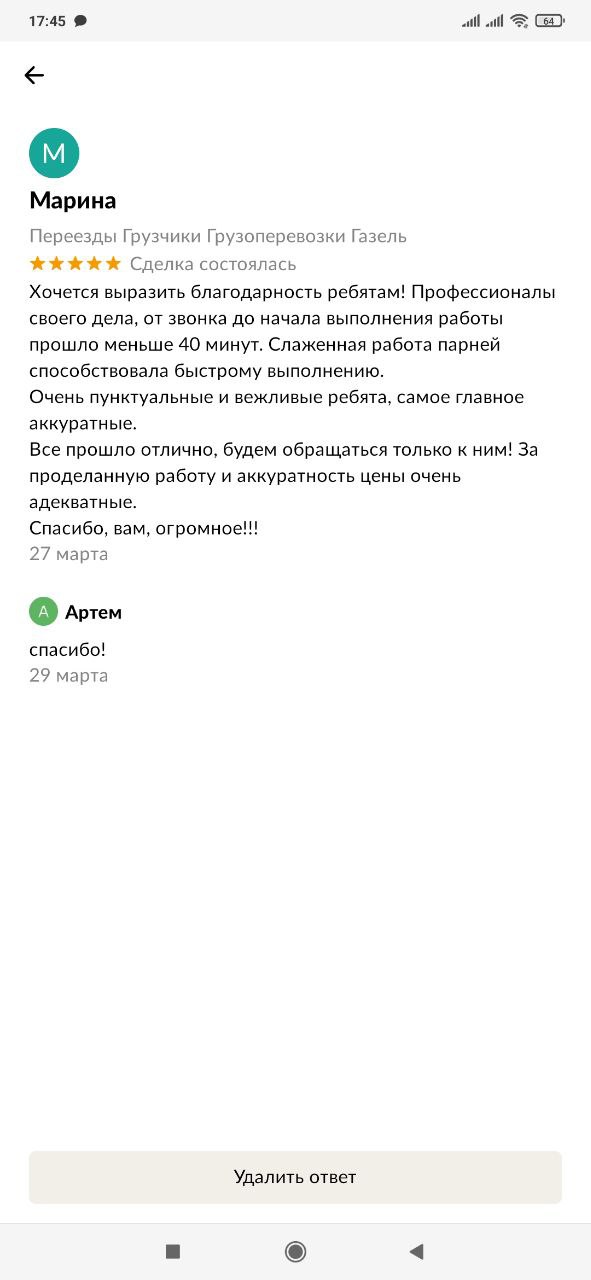 17:45
64
М
Марина
Переезды Грузчики Грузоперевозки Газель
Сделка состоялась
Хочется выразить благодарность ребятам! Профессионалы
своего дела, от звонка до начала выполнения работы
прошло меньше 40 минут. Слаженная работа парней
способствовала быстрому выполнению.
Очень пунктуальные и вежливые ребята, самое главное
аккуратные.
Все прошло отлично, будем обращаться только к ним! За
проделанную работу и аккуратность цены очень
адекватные.
Спасибо, вам, огромное!!!
27 марта
А Артем
спасибо!
29 марта
Удалить ответ